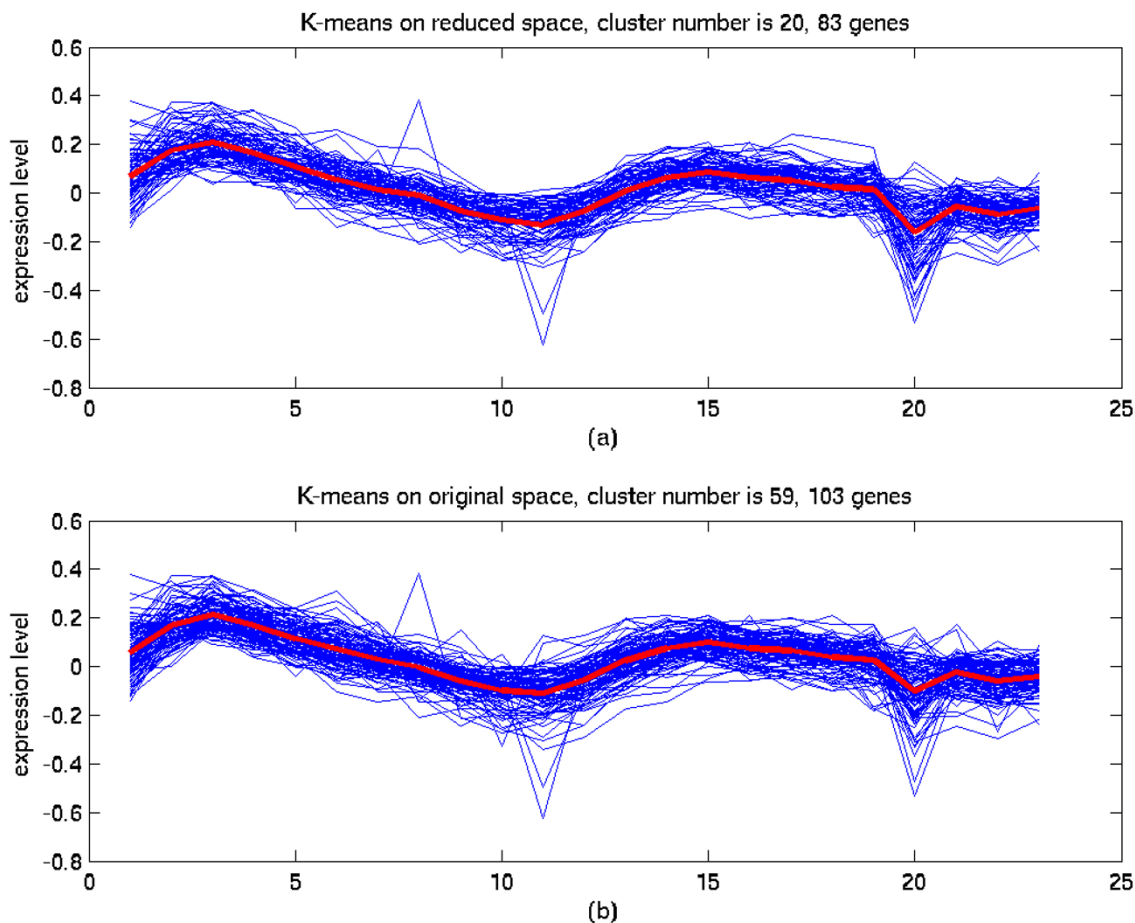 K-means on reduced space, cluster number is 20, 83 genes
0.6
0.4
0.2
0
-0.2
-0.4
-0.6
-0.8
expression level
0 5 10 15 20 25
(a)
K-means on original space, cluster number is 59, 103 genes
0.6
0.4
0.2
0
-0.2
-0.4
-0.6
-0.8
expression level
0 5 10 15 20 25
(b)